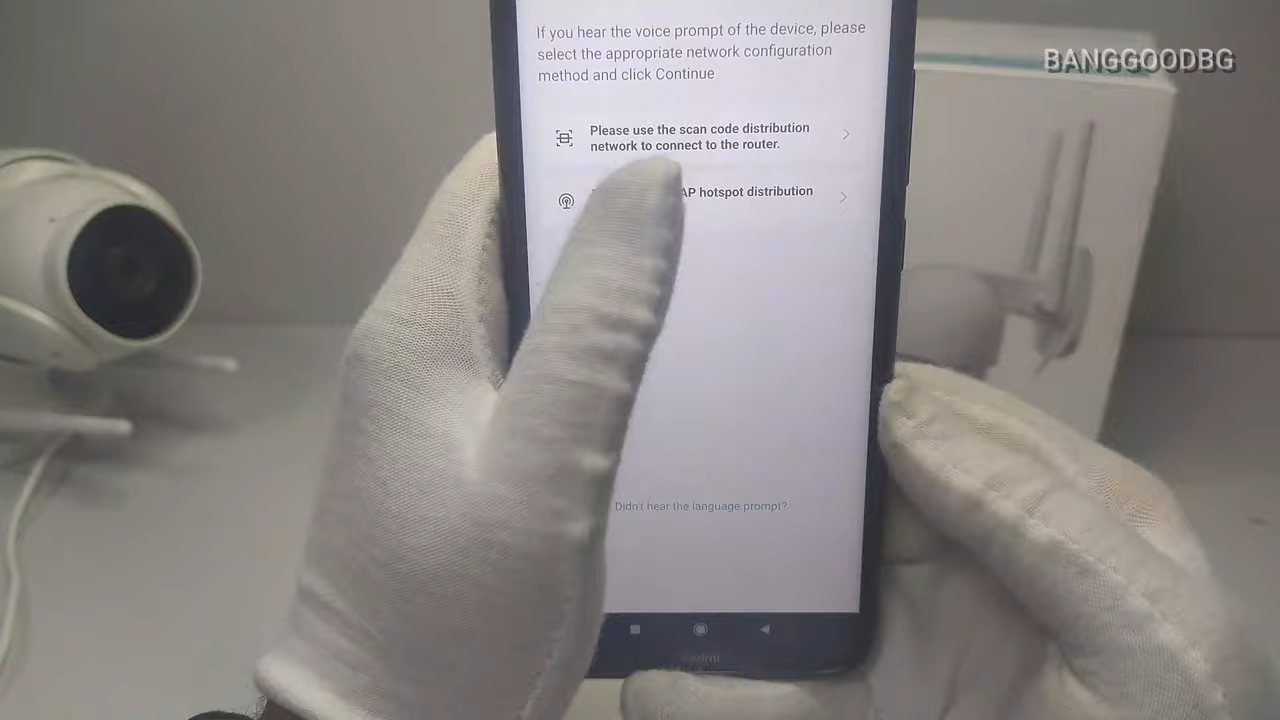 BANGGOODBG
If you hear the voice prompt of the device, please
select the appropriate network configuration
method and click Continue
Please use the scan code distribution
network to connect to the router.
AP hotspot distribution
Didn't hear the language prompt?
Redmi